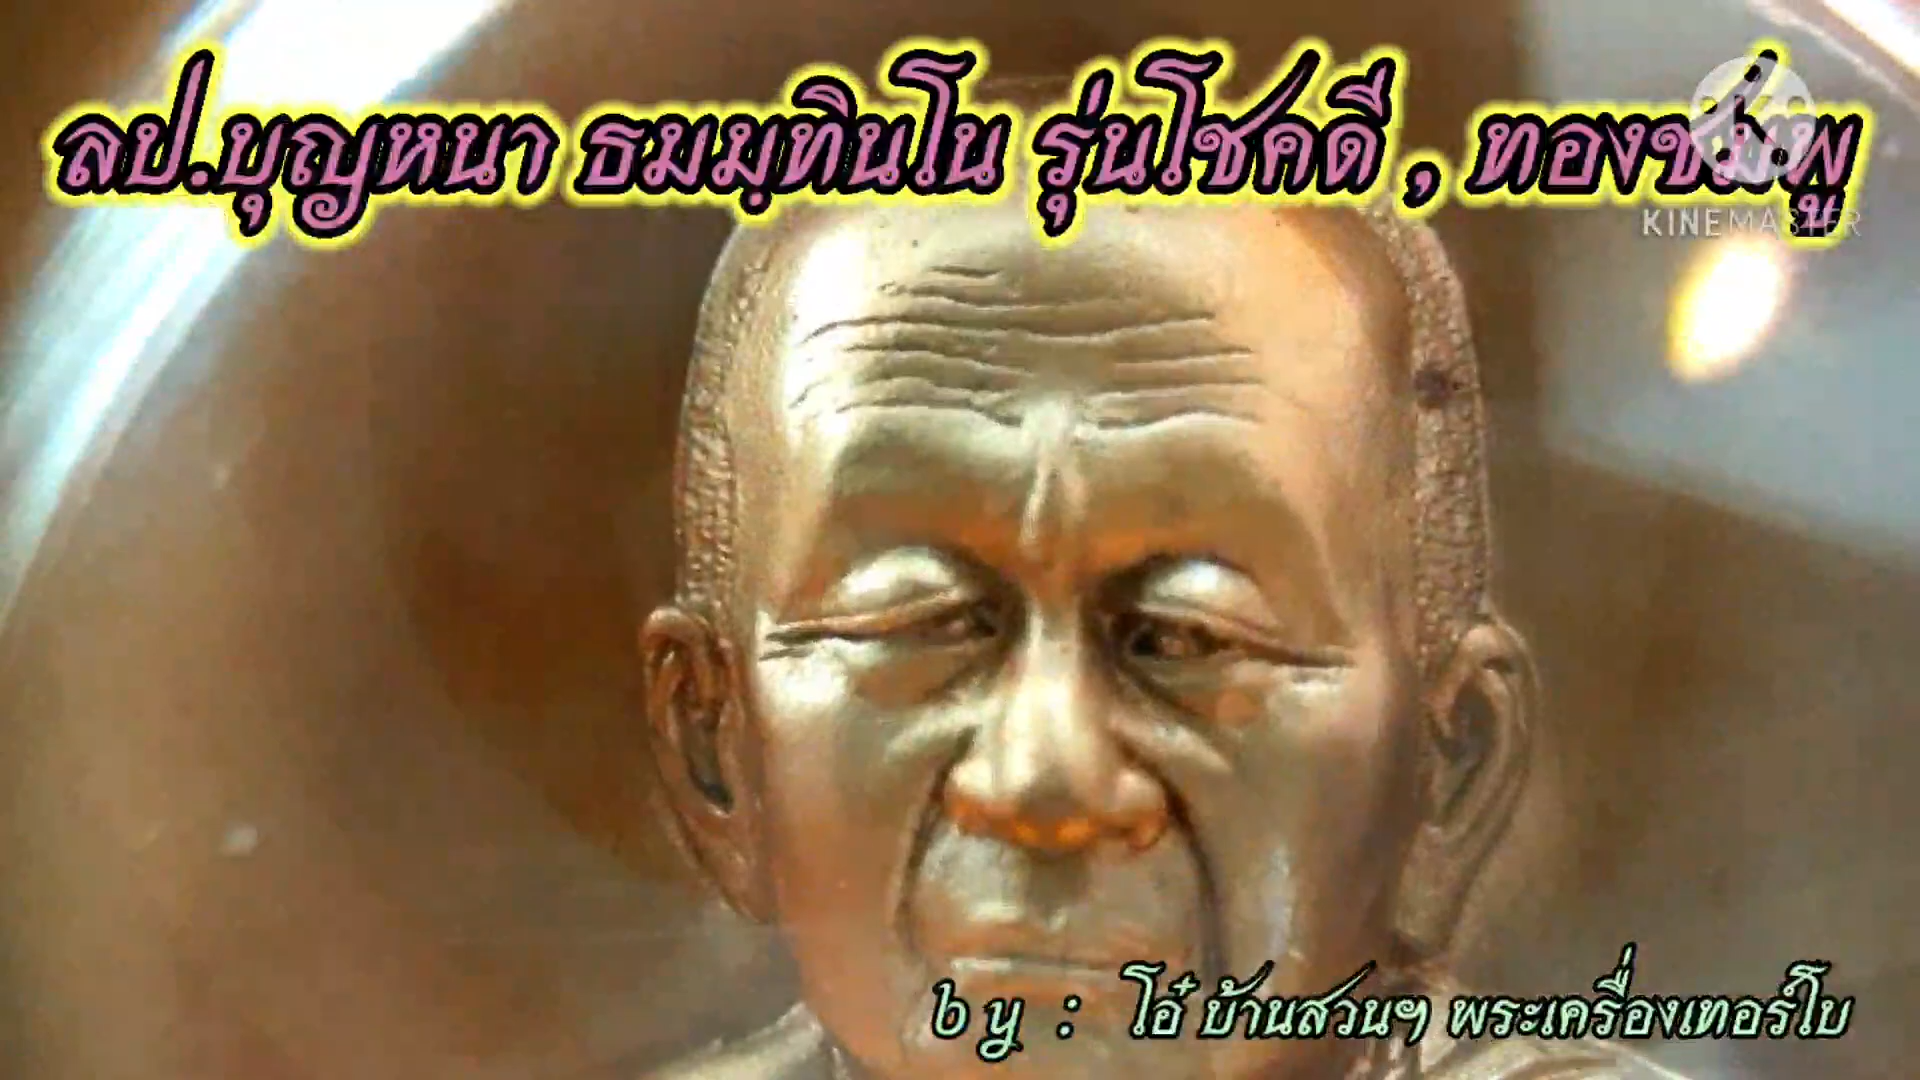 ลป.บุญหนา ธมมฺทินโน รุ่นโชคดี , ทองชมพู
KINEMASTER
by : โอ๋ บ้านสวนฯ พระเครื่องเทอร์โบ